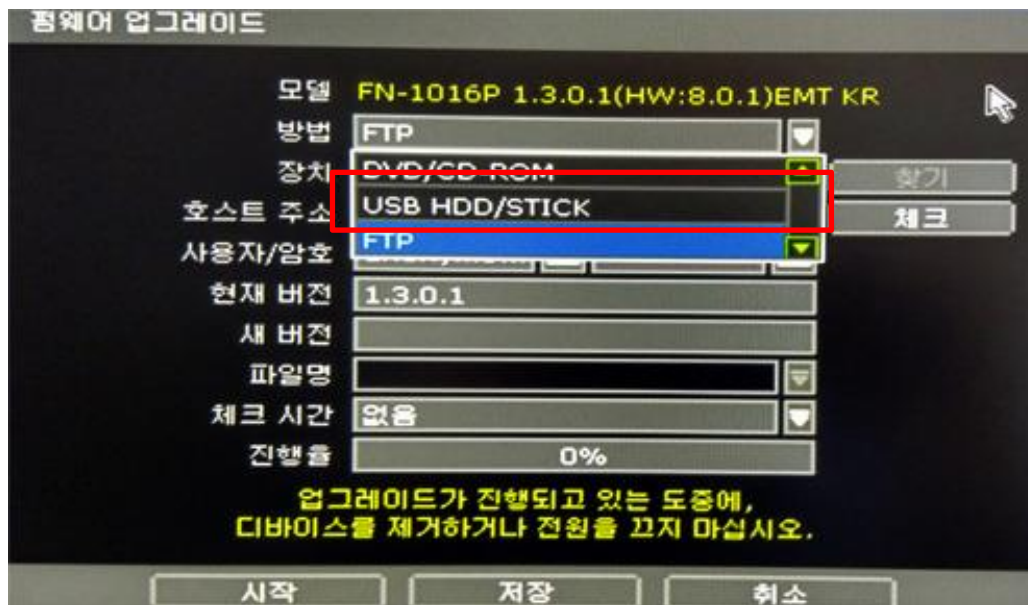 펌웨어 업그레이드
모델 FN-1016P 1.3.0.1(HW:8.0.1)EMT KR
방법 FTP
장치 DVD/CD-ROM 찾기
USB HDD/STICK
호스트 주소 체크
FTP
사용자/암호
현재 버전 1.3.0.1
새 버전
파일명
체크 시간 없음
진행율 0%
업그레이드가 진행되고 있는 도중에,
디바이스를 제거하거나 전원을 끄지 마십시오.
시작 저장 취소